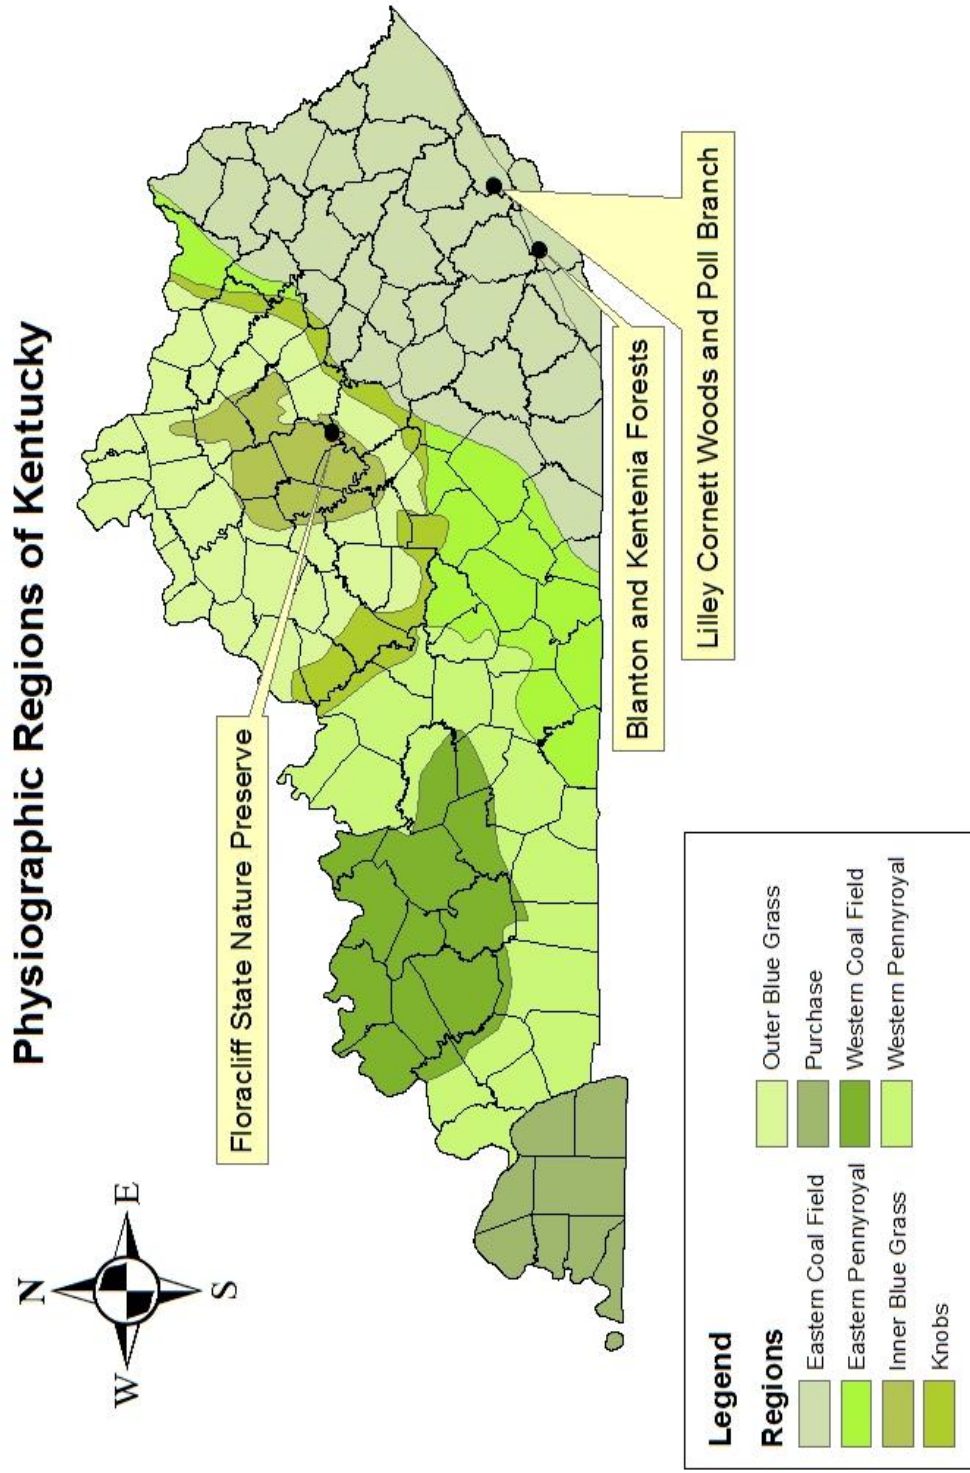 Physiographic Regions of Kentucky
N
W
E
S
Floracliff State Nature Preserve
Blanton and Kentenia Forests
Lilley Cornett Woods and Poll Branch
Legend
Regions
Eastern Coal Field
Eastern Pennyroyal
Inner Blue Grass
Knobs
Outer Blue Grass
Purchase
Western Coal Field
Western Pennyroyal